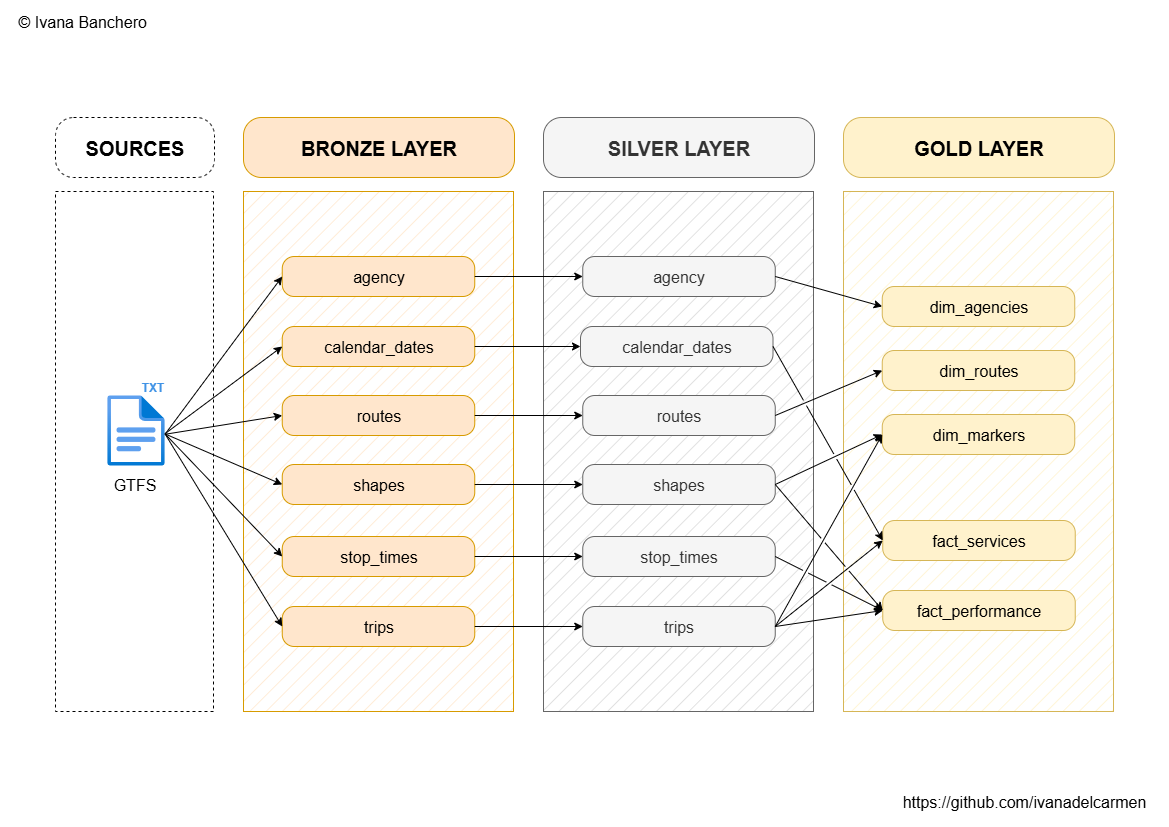 © Ivana Banchero
SOURCES
BRONZE LAYER
SILVER LAYER
GOLD LAYER
TXT
GTFS
agency
calendar_dates
routes
shapes
stop_times
trips
agency
calendar_dates
routes
shapes
stop_times
trips
dim_agencies
dim_routes
dim_markers
fact_services
fact_performance
https://github.com/ivanadelcarmen